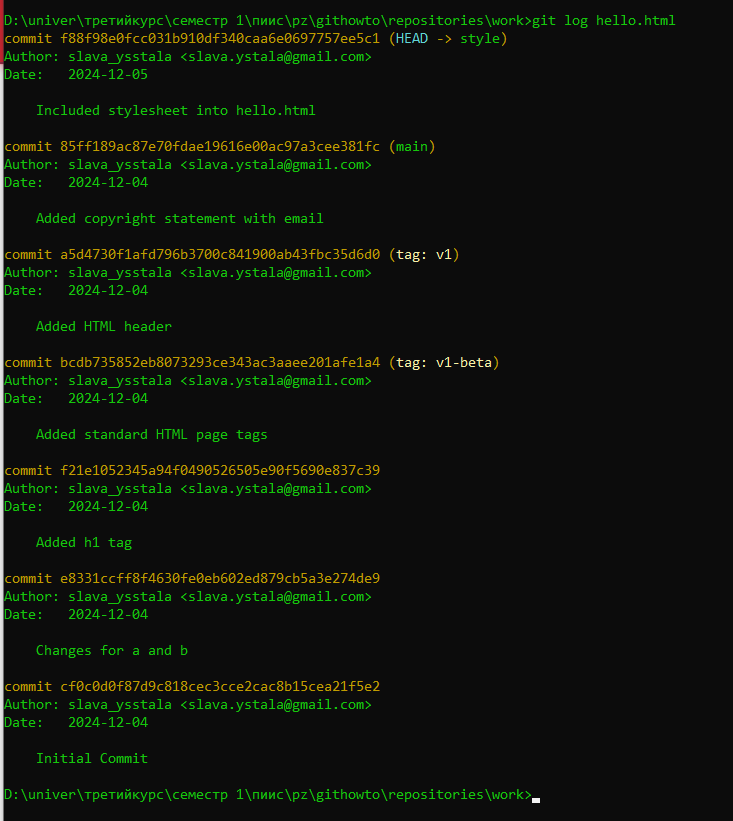 D:\univer\третийкурс\семестр 1\пиис\pz\githowto\repositories\work>git log hello.html
commit f88f98e0fcc031b910df340caa6e0697757ee5c1 (HEAD -> style)
Author: slava_ysstala <slava.ystala@gmail.com>
Date:   2024-12-05
Included stylesheet into hello.html
commit 85ff189ac87e70fdae19616e00ac97a3cee381fc (main)
Author: slava_ysstala <slava.ystala@gmail.com>
Date:   2024-12-04
Added copyright statement with email
commit a5d4730f1afd796b3700c841900ab43fbc35d6d0 (tag: v1)
Author: slava_ysstala <slava.ystala@gmail.com>
Date:   2024-12-04
Added HTML header
commit bcdb735852eb8073293ce343ac3aaee201afe1a4 (tag: v1-beta)
Author: slava_ysstala <slava.ystala@gmail.com>
Date:   2024-12-04
Added standard HTML page tags
commit f21e1052345a94f0490526505e90f5690e837c39
Author: slava_ysstala <slava.ystala@gmail.com>
Date:   2024-12-04
Added h1 tag
commit e8331ccff8f4630fe0eb602ed879cb5a3e274de9
Author: slava_ysstala <slava.ystala@gmail.com>
Date:   2024-12-04
Changes for a and b
commit cf0c0d0f87d9c818cec3cce2cac8b15cea21f5e2
Author: slava_ysstala <slava.ystala@gmail.com>
Date:   2024-12-04
Initial Commit
D:\univer\третийкурс\семестр 1\пиис\pz\githowto\repositories\work>